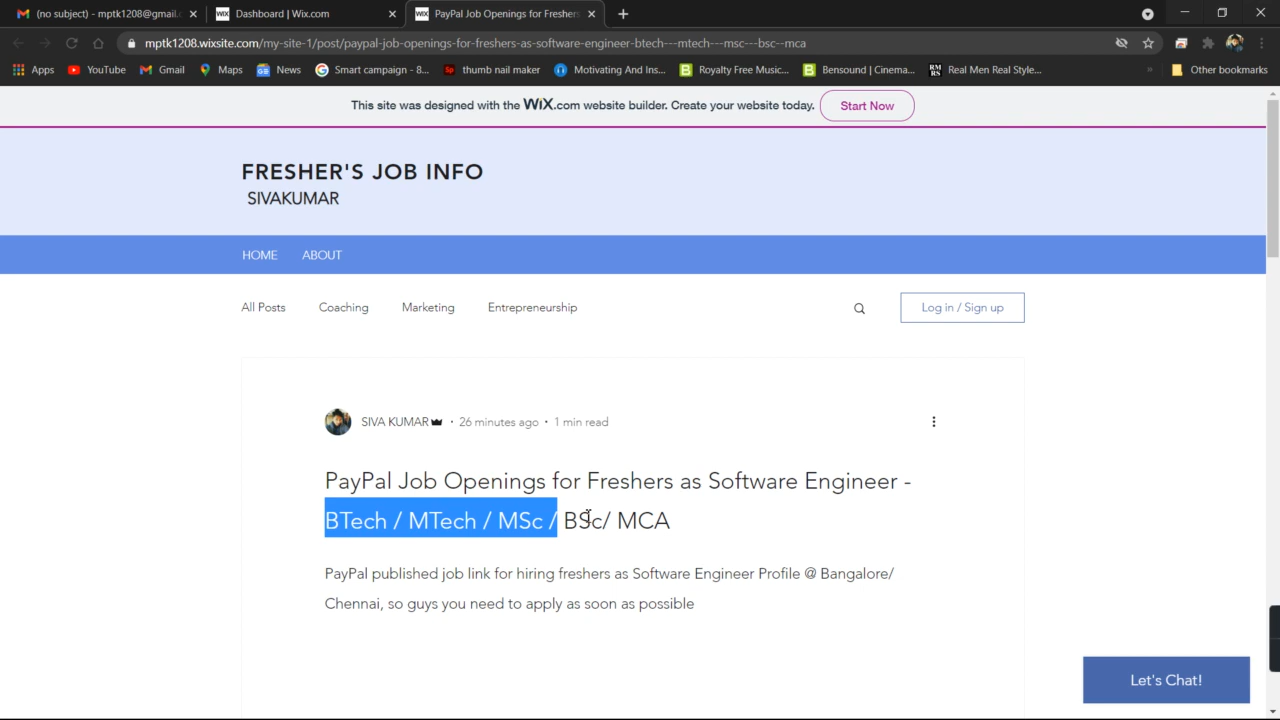 (no subject) - mptk1208@gmail.c
Dashboard | Wix.com
PayPal Job Openings for Freshers
mptk1208.wixsite.com/my-site-1/post/paypal-job-openings-for-freshers-as-software-engineer-btech---mtech---msc---bsc--mca
Apps YouTube Gmail Maps News Smart campaign - 8... thumb nail maker Motivating And Ins... Royalty Free Music... Bensound | Cinema... Real Men Real Style... » Other bookmarks
This site was designed with the WiX.com website builder. Create your website today. Start Now
FRESHER'S JOB INFO
SIVAKUMAR
HOME ABOUT
All Posts Coaching Marketing Entrepreneurship Log in / Sign up
SIVA KUMAR · 26 minutes ago · 1 min read
PayPal Job Openings for Freshers as Software Engineer -
BTech / MTech / MSc / BSc/ MCA
PayPal published job link for hiring freshers as Software Engineer Profile @ Bangalore/
Chennai, so guys you need to apply as soon as possible
Let's Chat!